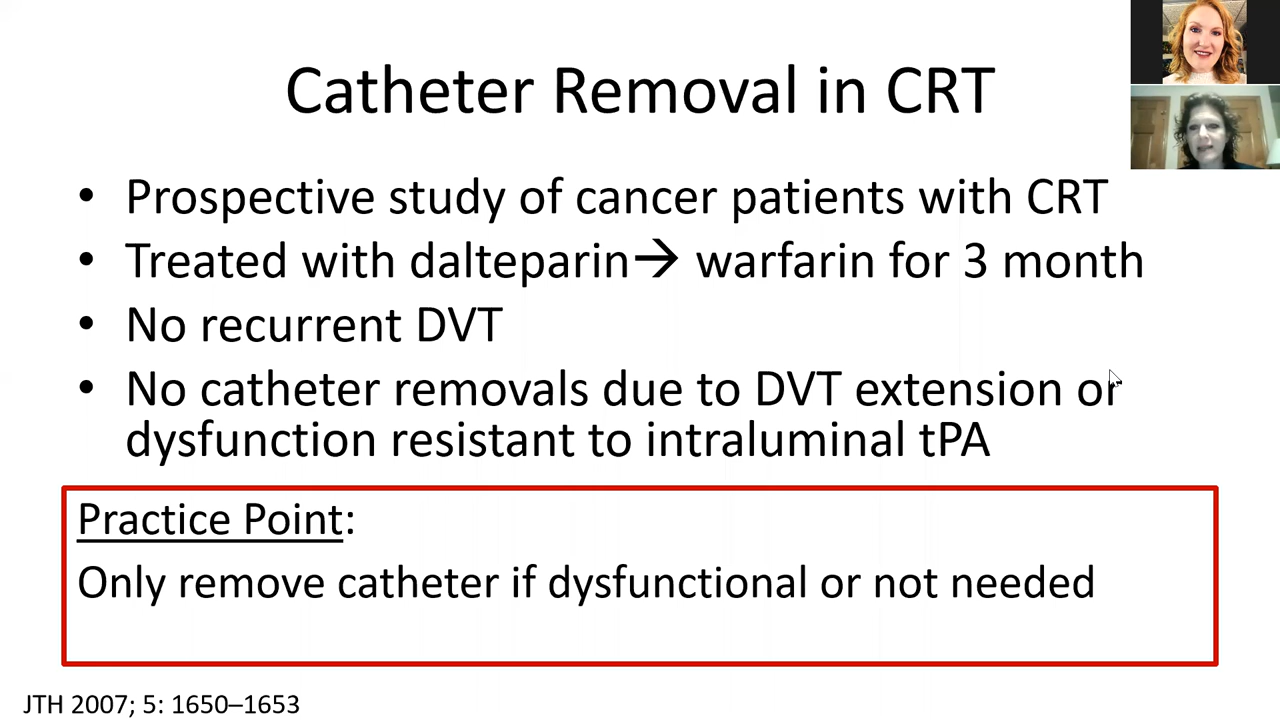 Catheter Removal in CRT
• Prospective study of cancer patients with CRT
• Treated with dalteparin→ warfarin for 3 month
• No recurrent DVT
• No catheter removals due to DVT extension or
dysfunction resistant to intraluminal tPA
Practice Point:
Only remove catheter if dysfunctional or not needed
JTH 2007; 5: 1650–1653